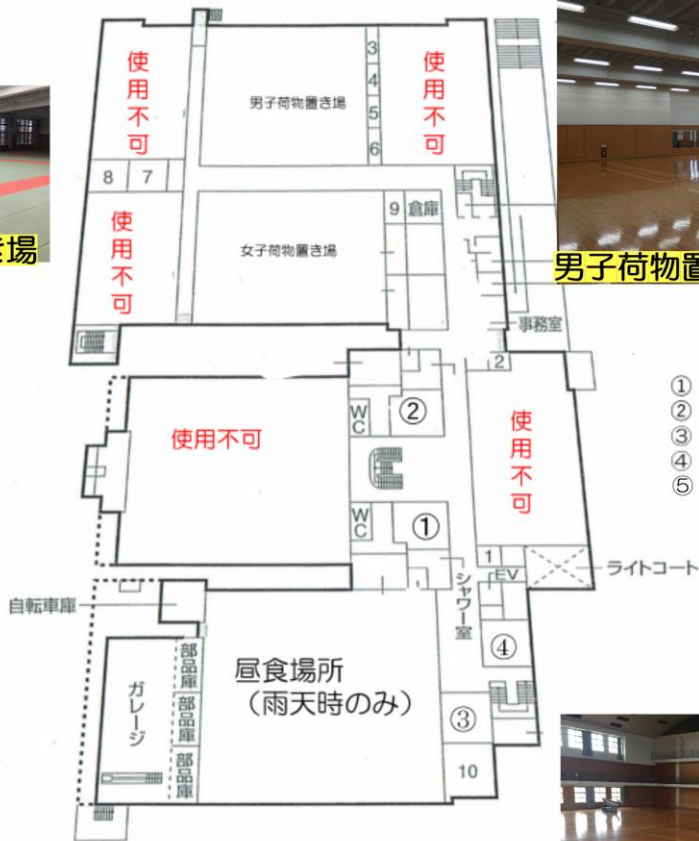 使用不可
男子荷物置き場
3
4
5
6
使用不可
8
7
使用不可
女子荷物置き場
9
倉庫
場
男子荷物置
事務室
2
WC
②
使用不可
使用不可
①
②
③
④
⑤
WC
①
シャワー室
1
EV
ライトコート
自転車庫
④
ガレージ
部品庫
部品庫
部品庫
昼食場所
(雨天時のみ)
③
10